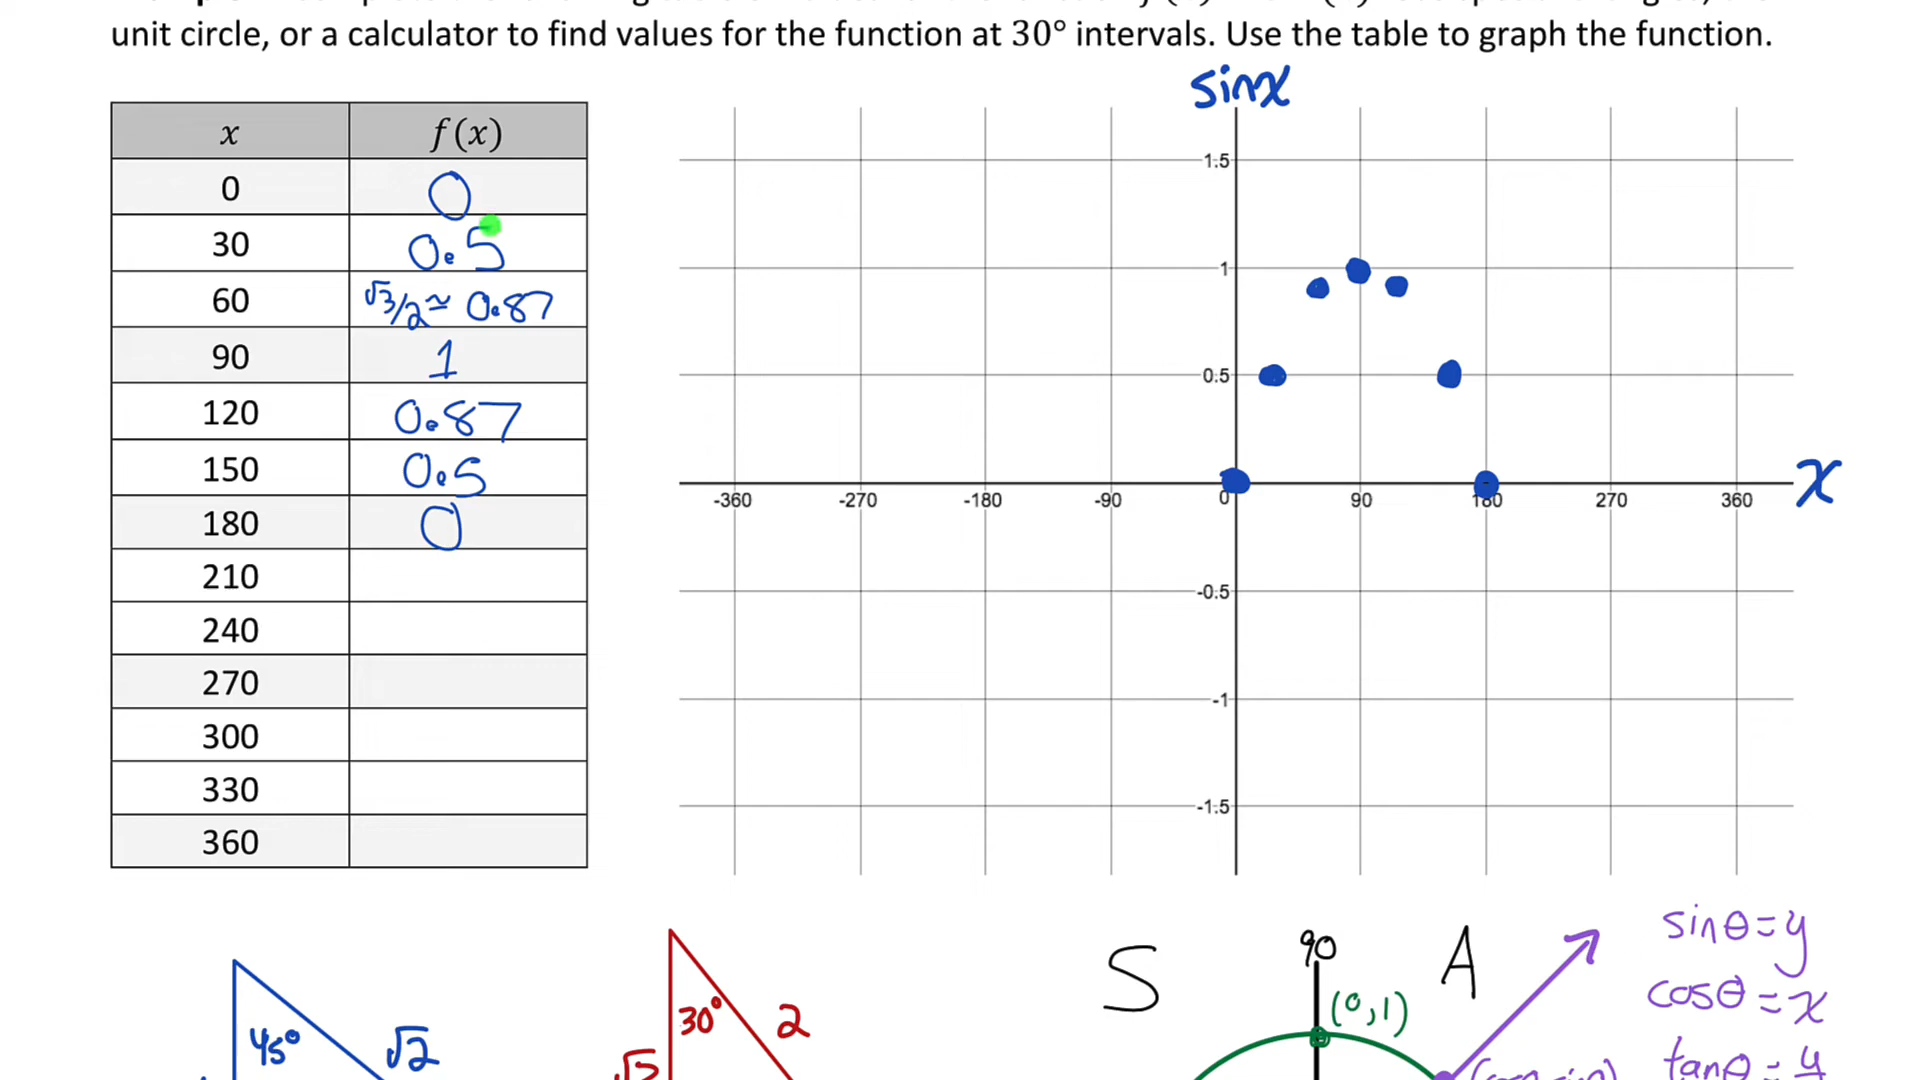 unit circle, or a calculator to find values for the function at 30° intervals. Use the table to graph the function.
sinx
x f(x)
0 0
30 0.5
60 √3/2 ≃ 0.87
90 1
120 0.87
150 0.5
180 0
210
240
270
300
330
360
1.5
1
0.5
-360 -270 -180 -90 0 90 180 270 360 x
-0.5
-1
-1.5
45° √2
30° 2
S 90 A
(0,1)
sinθ=y
cosθ=x
tanθ=y